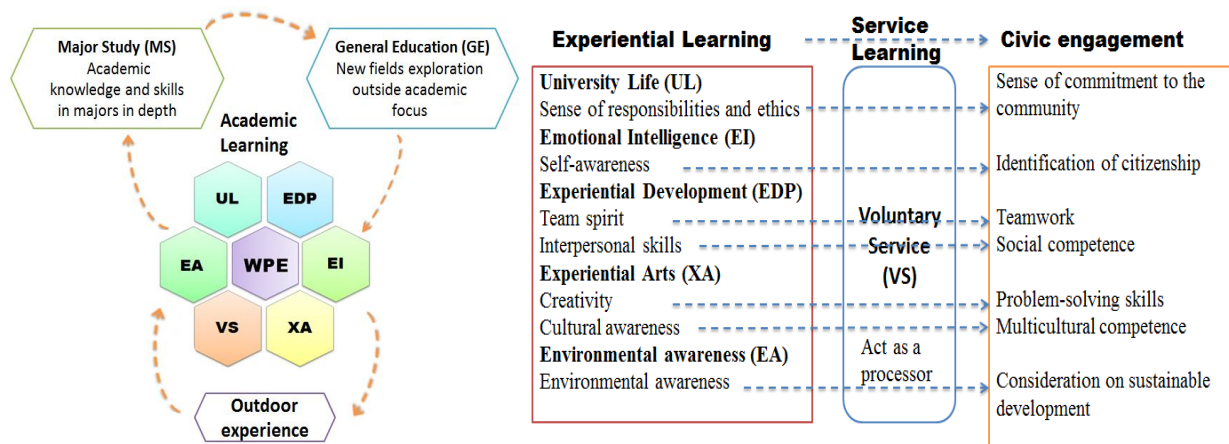 Major Study (MS)
Academic
knowledge and skills
in majors in depth
General Education (GE)
New fields exploration
outside academic
focus
Academic
Learning
UL
EDP
EA
WPE
EI
VS
XA
Outdoor
experience
Experiential Learning
University Life (UL)
Sense of responsibilities and ethics
Emotional Intelligence (EI)
Self-awareness
Experiential Development (EDP)
Team spirit
Interpersonal skills
Experiential Arts (XA)
Creativity
Cultural awareness
Environmental awareness (EA)
Environmental awareness
Service
Learning
Voluntary
Service
(VS)
Act as a
processor
Civic engagement
Sense of commitment to the
community
Identification of citizenship
Teamwork
Social competence
Problem-solving skills
Multicultural competence
Consideration on sustainable
development